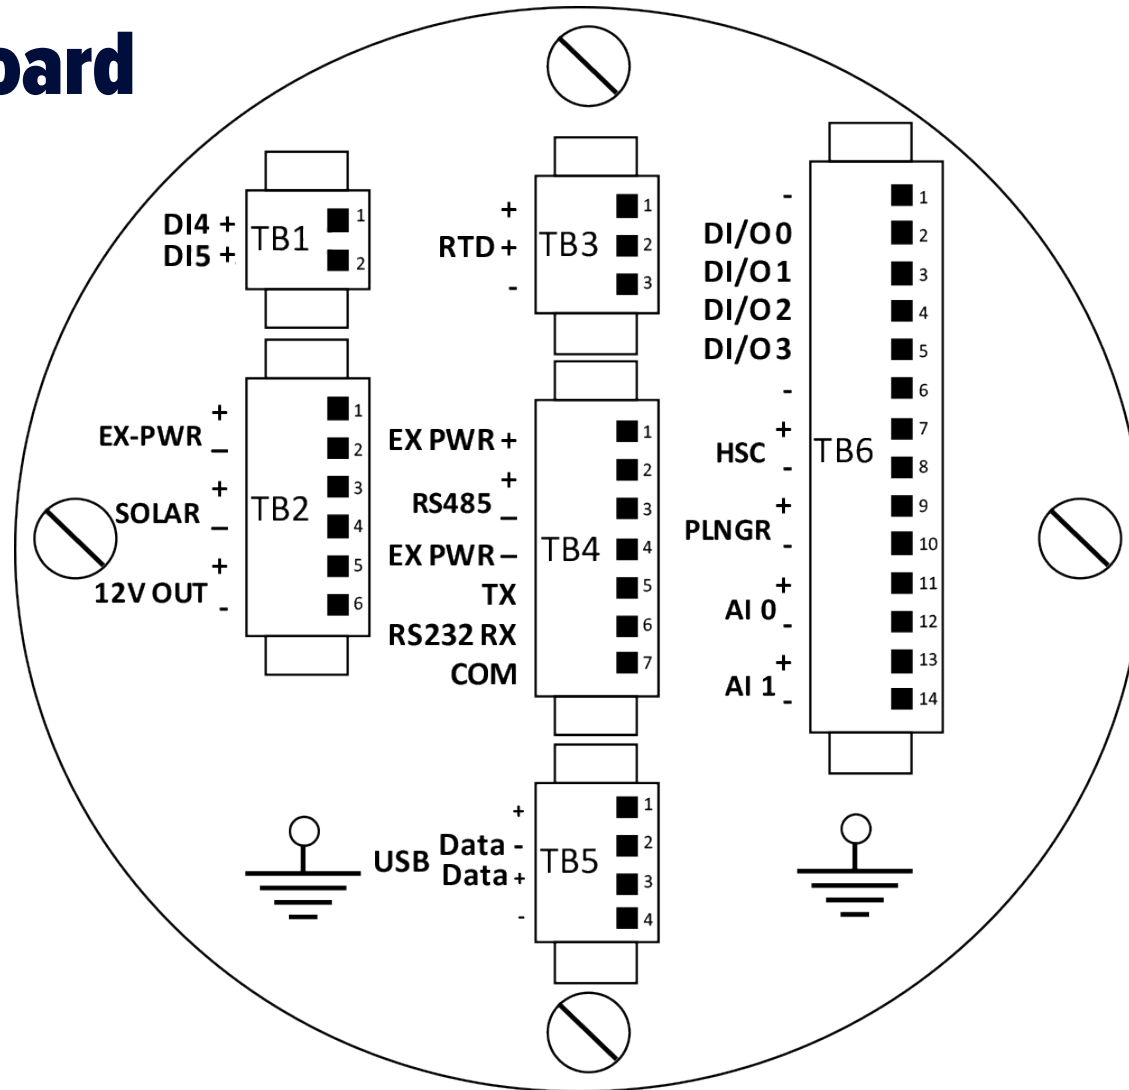 oard
DI4 +
DI5 +
TB1
1
2
EX-PWR
+
–
SOLAR
+
–
12V OUT
+
-
TB2
1
2
3
4
5
6
+
RTD +
-
TB3
1
2
3
EX PWR +
+
RS485
–
EX PWR –
TX
RS232 RX
COM
TB4
1
2
3
4
5
6
7
+
USB Data -
Data +
-
TB5
1
2
3
4
-
DI/O 0
DI/O 1
DI/O 2
DI/O 3
-
+
HSC
-
+
PLNGR
-
+
AI 0
-
+
AI 1
-
TB6
1
2
3
4
5
6
7
8
9
10
11
12
13
14